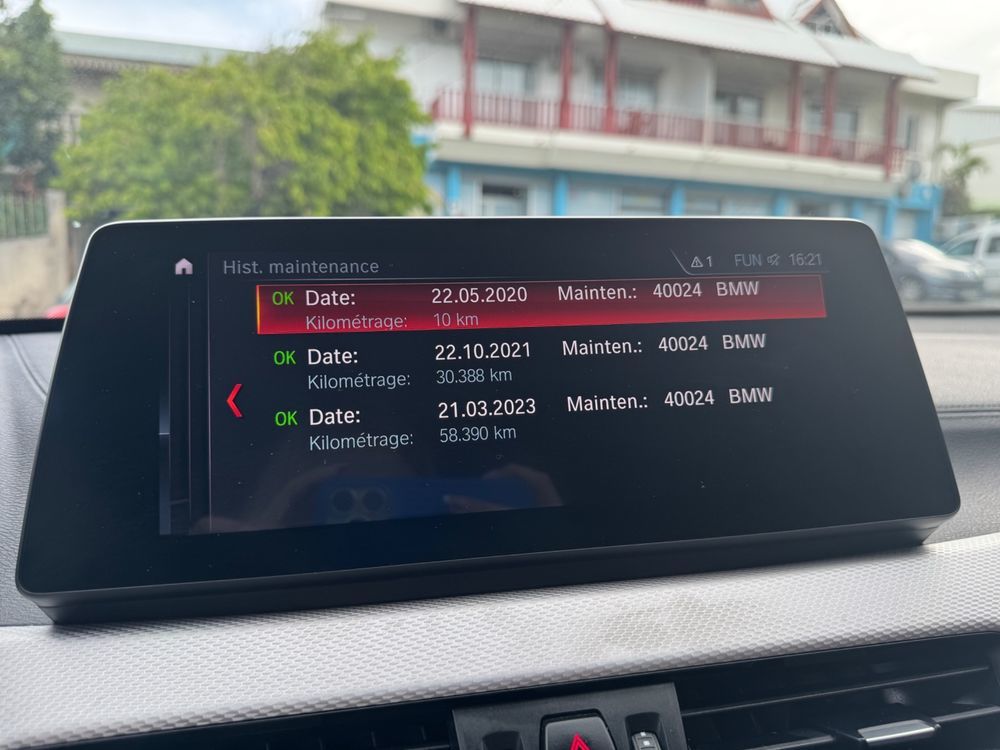 Hist. maintenance ⚠1 FUN 16:21
OK Date: 22.05.2020 Mainten.: 40024 BMW
Kilométrage: 10 km
OK Date: 22.10.2021 Mainten.: 40024 BMW
Kilométrage: 30.388 km
OK Date: 21.03.2023 Mainten.: 40024 BMW
Kilométrage: 58.390 km